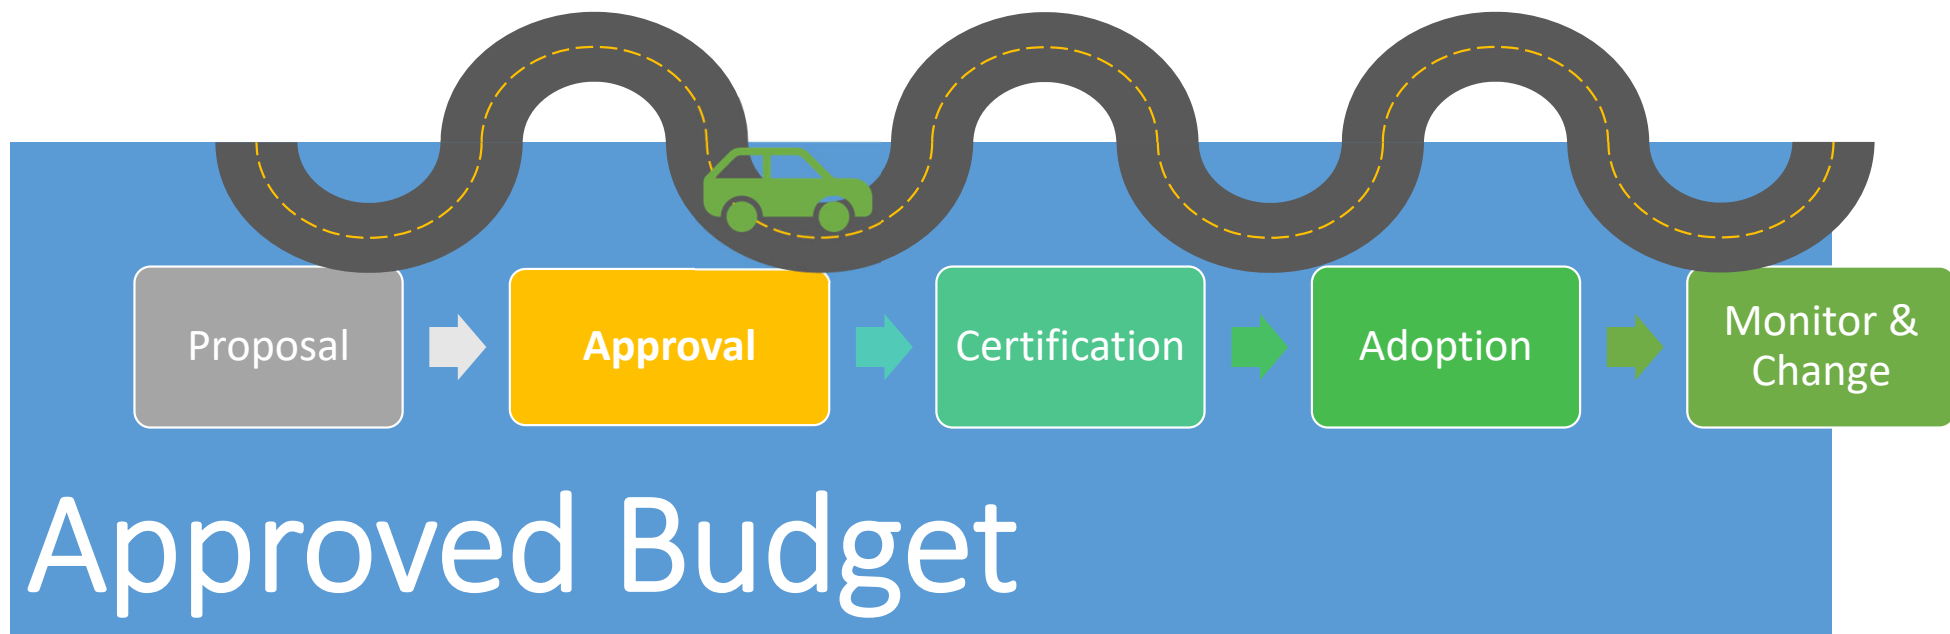 Proposal
Approval
Certification
Adoption
Monitor &
Change
Approved Budget